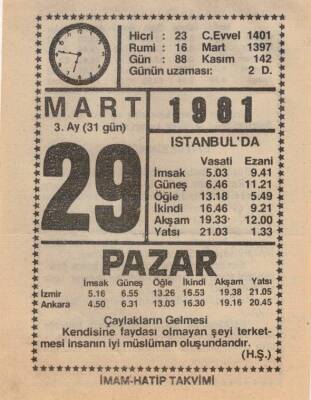 Hicri : 23 C.Evvel 1401
Rumi : 16 Mart 1397
Gün : 88 Kasım 142
Günün uzaması: 2 D.
MART 1981
3. Ay (31 gün)
29
ISTANBUL'DA
Vasati Ezani
İmsak 5.03 9.41
Güneş 6.46 11.21
Öğle 13.18 5.49
İkindi 16.46 9.21
Akşam 19.33 12.00
Yatsı 21.03 1.33
PAZAR
İmsak Güneş Öğle İkindi Akşam Yatsı
İzmir 5.16 6.55 13.26 16.53 19.38 21.05
Ankara 4.50 6.31 13.03 16.30 19.16 20.45
Çaylakların Gelmesi
Kendisine faydası olmayan şeyi terket-
mesi insanın iyi müslüman oluşundandır.
(H.Ş.)
İMAM-HATİP TAKVİMİ